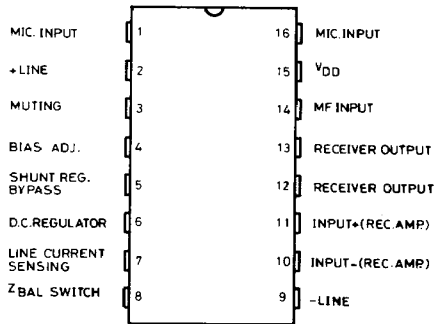 MIC. INPUT 1 16 MIC. INPUT
+LINE 2 15 VDD
MUTING 3 14 MF INPUT
BIAS ADJ. 4 13 RECEIVER OUTPUT
SHUNT REG.
BYPASS 5 12 RECEIVER OUTPUT
D.C. REGULATOR 6 11 INPUT+(REC. AMP.)
LINE CURRENT
SENSING 7 10 INPUT-(REC. AMP.)
ZBAL SWITCH 8 9 -LINE